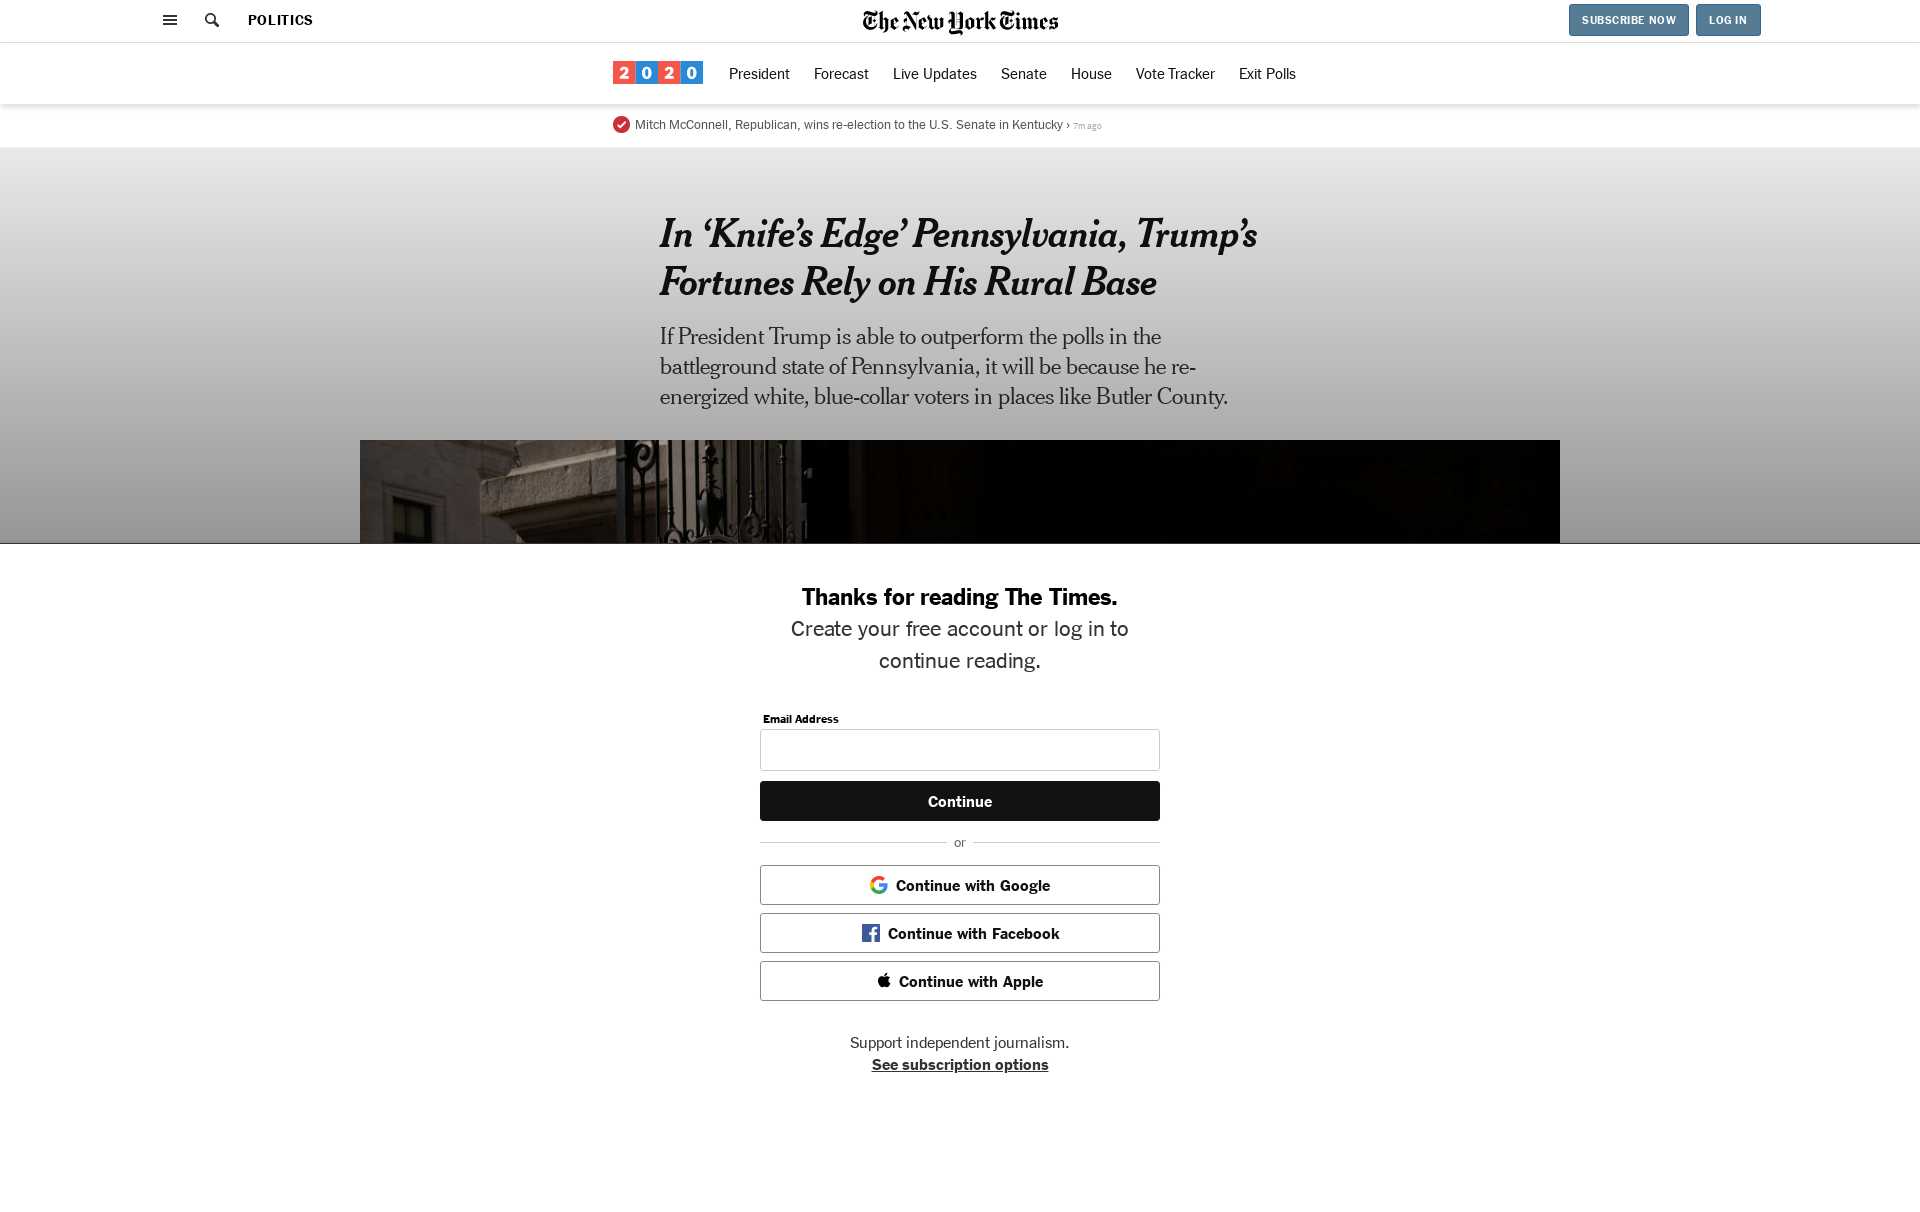 POLITICS
The New York Times
SUBSCRIBE NOW
LOG IN
2020
President
Forecast
Live Updates
Senate
House
Vote Tracker
Exit Polls
Mitch McConnell, Republican, wins re-election to the U.S. Senate in Kentucky › 7m ago
In ‘Knife’s Edge’ Pennsylvania, Trump’s
Fortunes Rely on His Rural Base
If President Trump is able to outperform the polls in the
battleground state of Pennsylvania, it will be because he re-
energized white, blue-collar voters in places like Butler County.
Thanks for reading The Times.
Create your free account or log in to
continue reading.
Email Address
Continue
or
Continue with Google
Continue with Facebook
Continue with Apple
Support independent journalism.
See subscription options